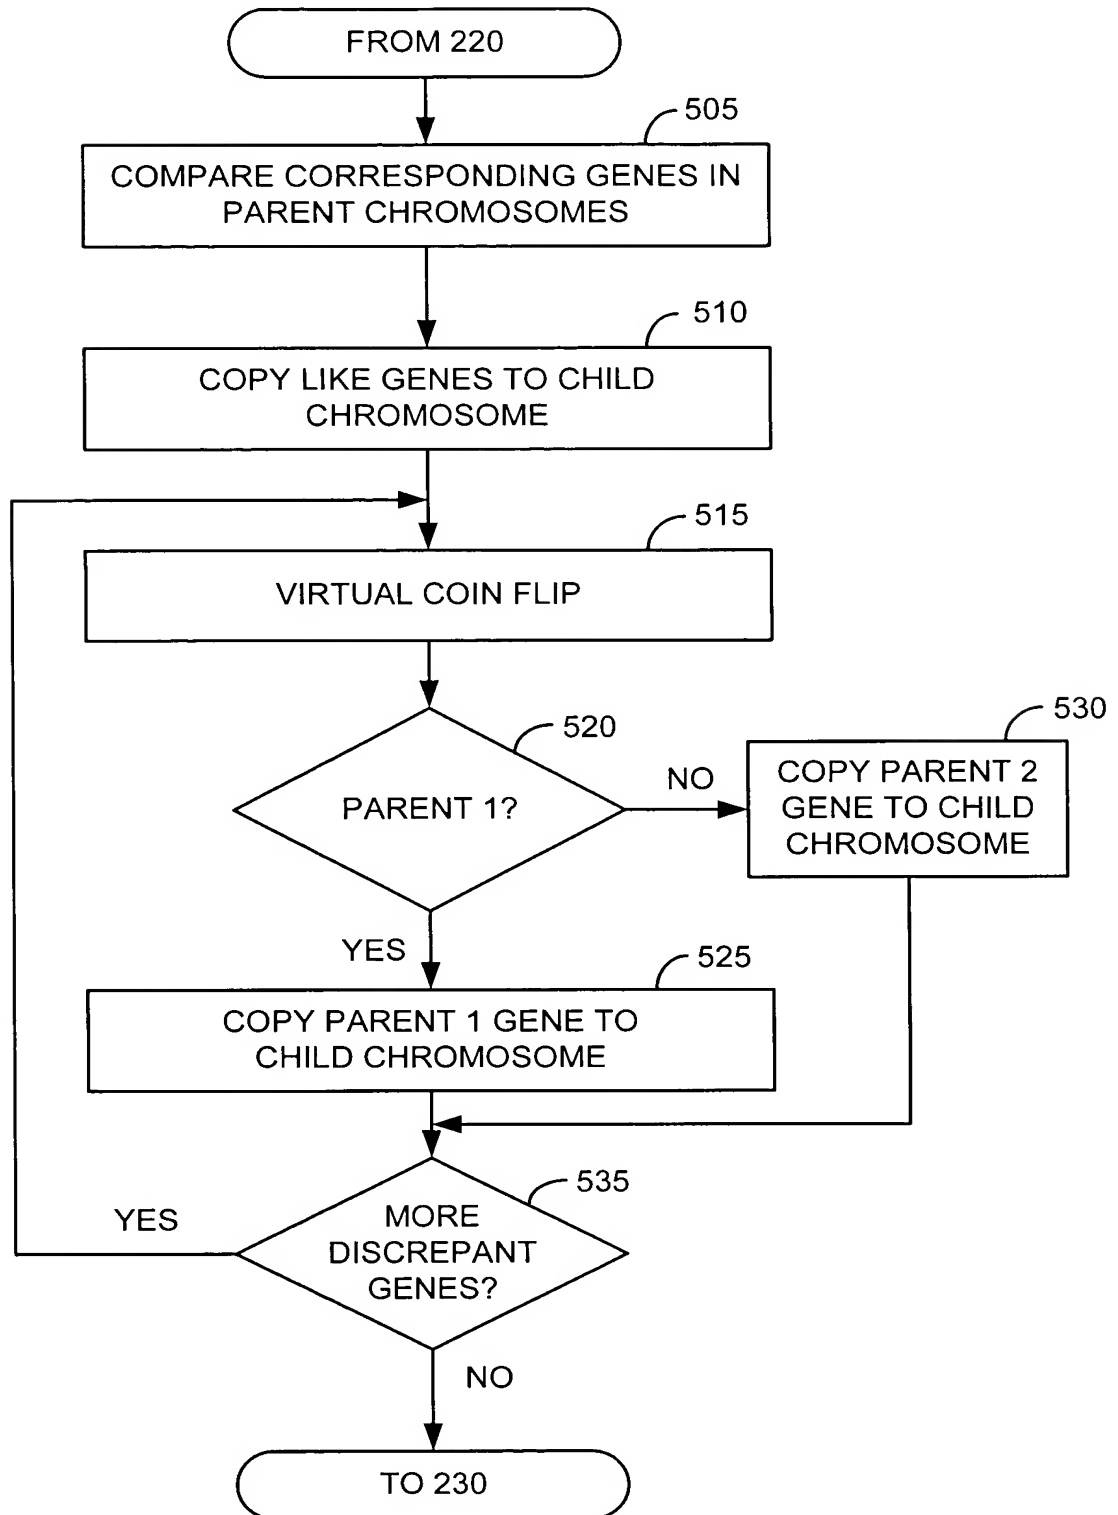 FROM 220
505
COMPARE CORRESPONDING GENES IN
PARENT CHROMOSOMES
510
COPY LIKE GENES TO CHILD
CHROMOSOME
515
VIRTUAL COIN FLIP
520
PARENT 1?
NO
530
COPY PARENT 2
GENE TO CHILD
CHROMOSOME
YES
525
COPY PARENT 1 GENE TO
CHILD CHROMOSOME
535
YES
MORE
DISCREPANT
GENES?
NO
TO 230